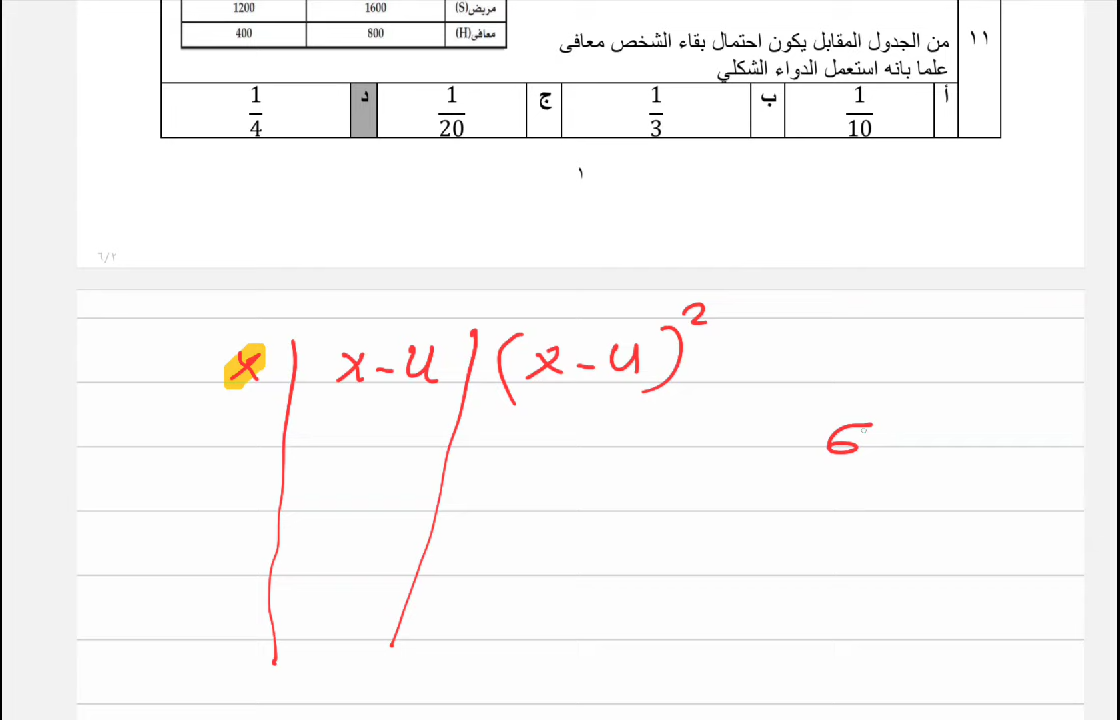 مريض(S) 1600 1200
معافى(H) 800 400
١١ من الجدول المقابل يكون احتمال بقاء الشخص معافى
علما بانه استعمل الدواء الشكلي
أ 1/10 ب 1/3 ج 1/20 د 1/4
١
٦/٢
x | x-u | (x-u)²
σ